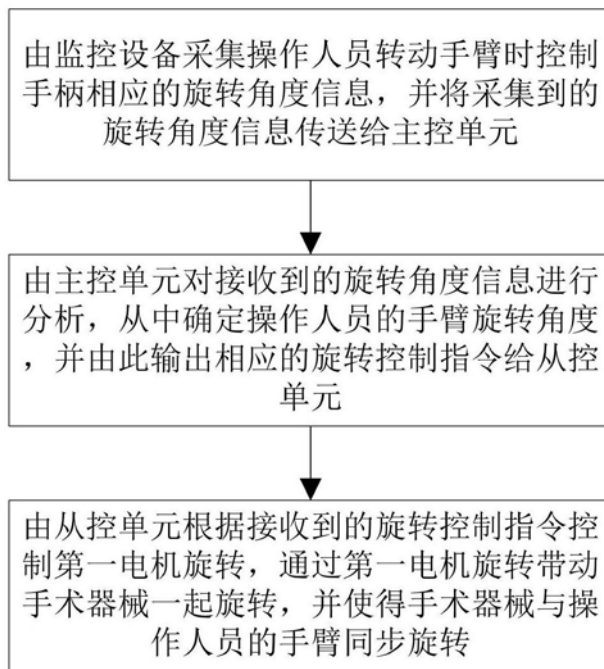 由监控设备采集操作人员转动手臂时控制
手柄相应的旋转角度信息，并将采集到的
旋转角度信息传送给主控单元
由主控单元对接收到的旋转角度信息进行
分析，从中确定操作人员的手臂旋转角度
，并由此输出相应的旋转控制指令给从控
单元
由从控单元根据接收到的旋转控制指令控
制第一电机旋转，通过第一电机旋转带动
手术器械一起旋转，并使得手术器械与操
作人员的手臂同步旋转